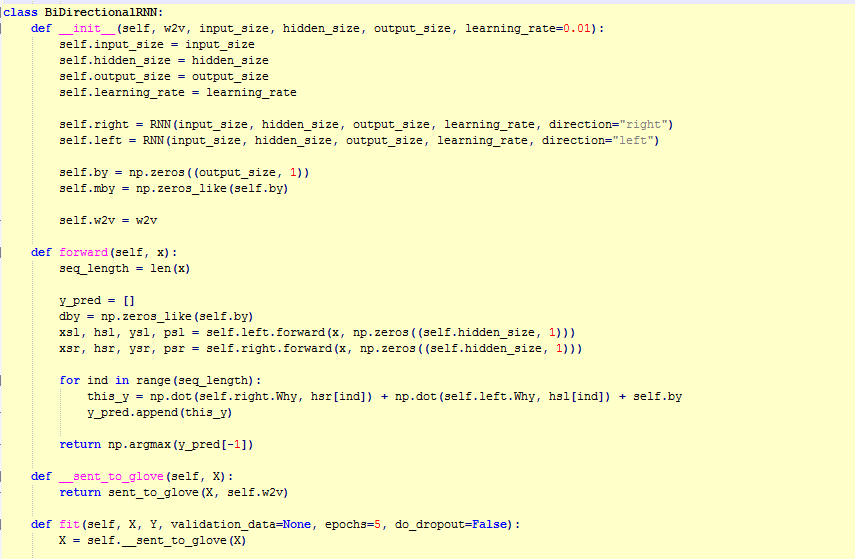 class BiDirectionalRNN:
    def __init__(self, w2v, input_size, hidden_size, output_size, learning_rate=0.01):
        self.input_size = input_size
        self.hidden_size = hidden_size
        self.output_size = output_size
        self.learning_rate = learning_rate

        self.right = RNN(input_size, hidden_size, output_size, learning_rate, direction="right")
        self.left = RNN(input_size, hidden_size, output_size, learning_rate, direction="left")

        self.by = np.zeros((output_size, 1))
        self.mby = np.zeros_like(self.by)

        self.w2v = w2v

    def forward(self, x):
        seq_length = len(x)

        y_pred = []
        dby = np.zeros_like(self.by)
        xsl, hsl, ysl, psl = self.left.forward(x, np.zeros((self.hidden_size, 1)))
        xsr, hsr, ysr, psr = self.right.forward(x, np.zeros((self.hidden_size, 1)))

        for ind in range(seq_length):
            this_y = np.dot(self.right.Why, hsr[ind]) + np.dot(self.left.Why, hsl[ind]) + self.by
            y_pred.append(this_y)

        return np.argmax(y_pred[-1])

    def __sent_to_glove(self, X):
        return sent_to_glove(X, self.w2v)

    def fit(self, X, Y, validation_data=None, epochs=5, do_dropout=False):
        X = self.__sent_to_glove(X)